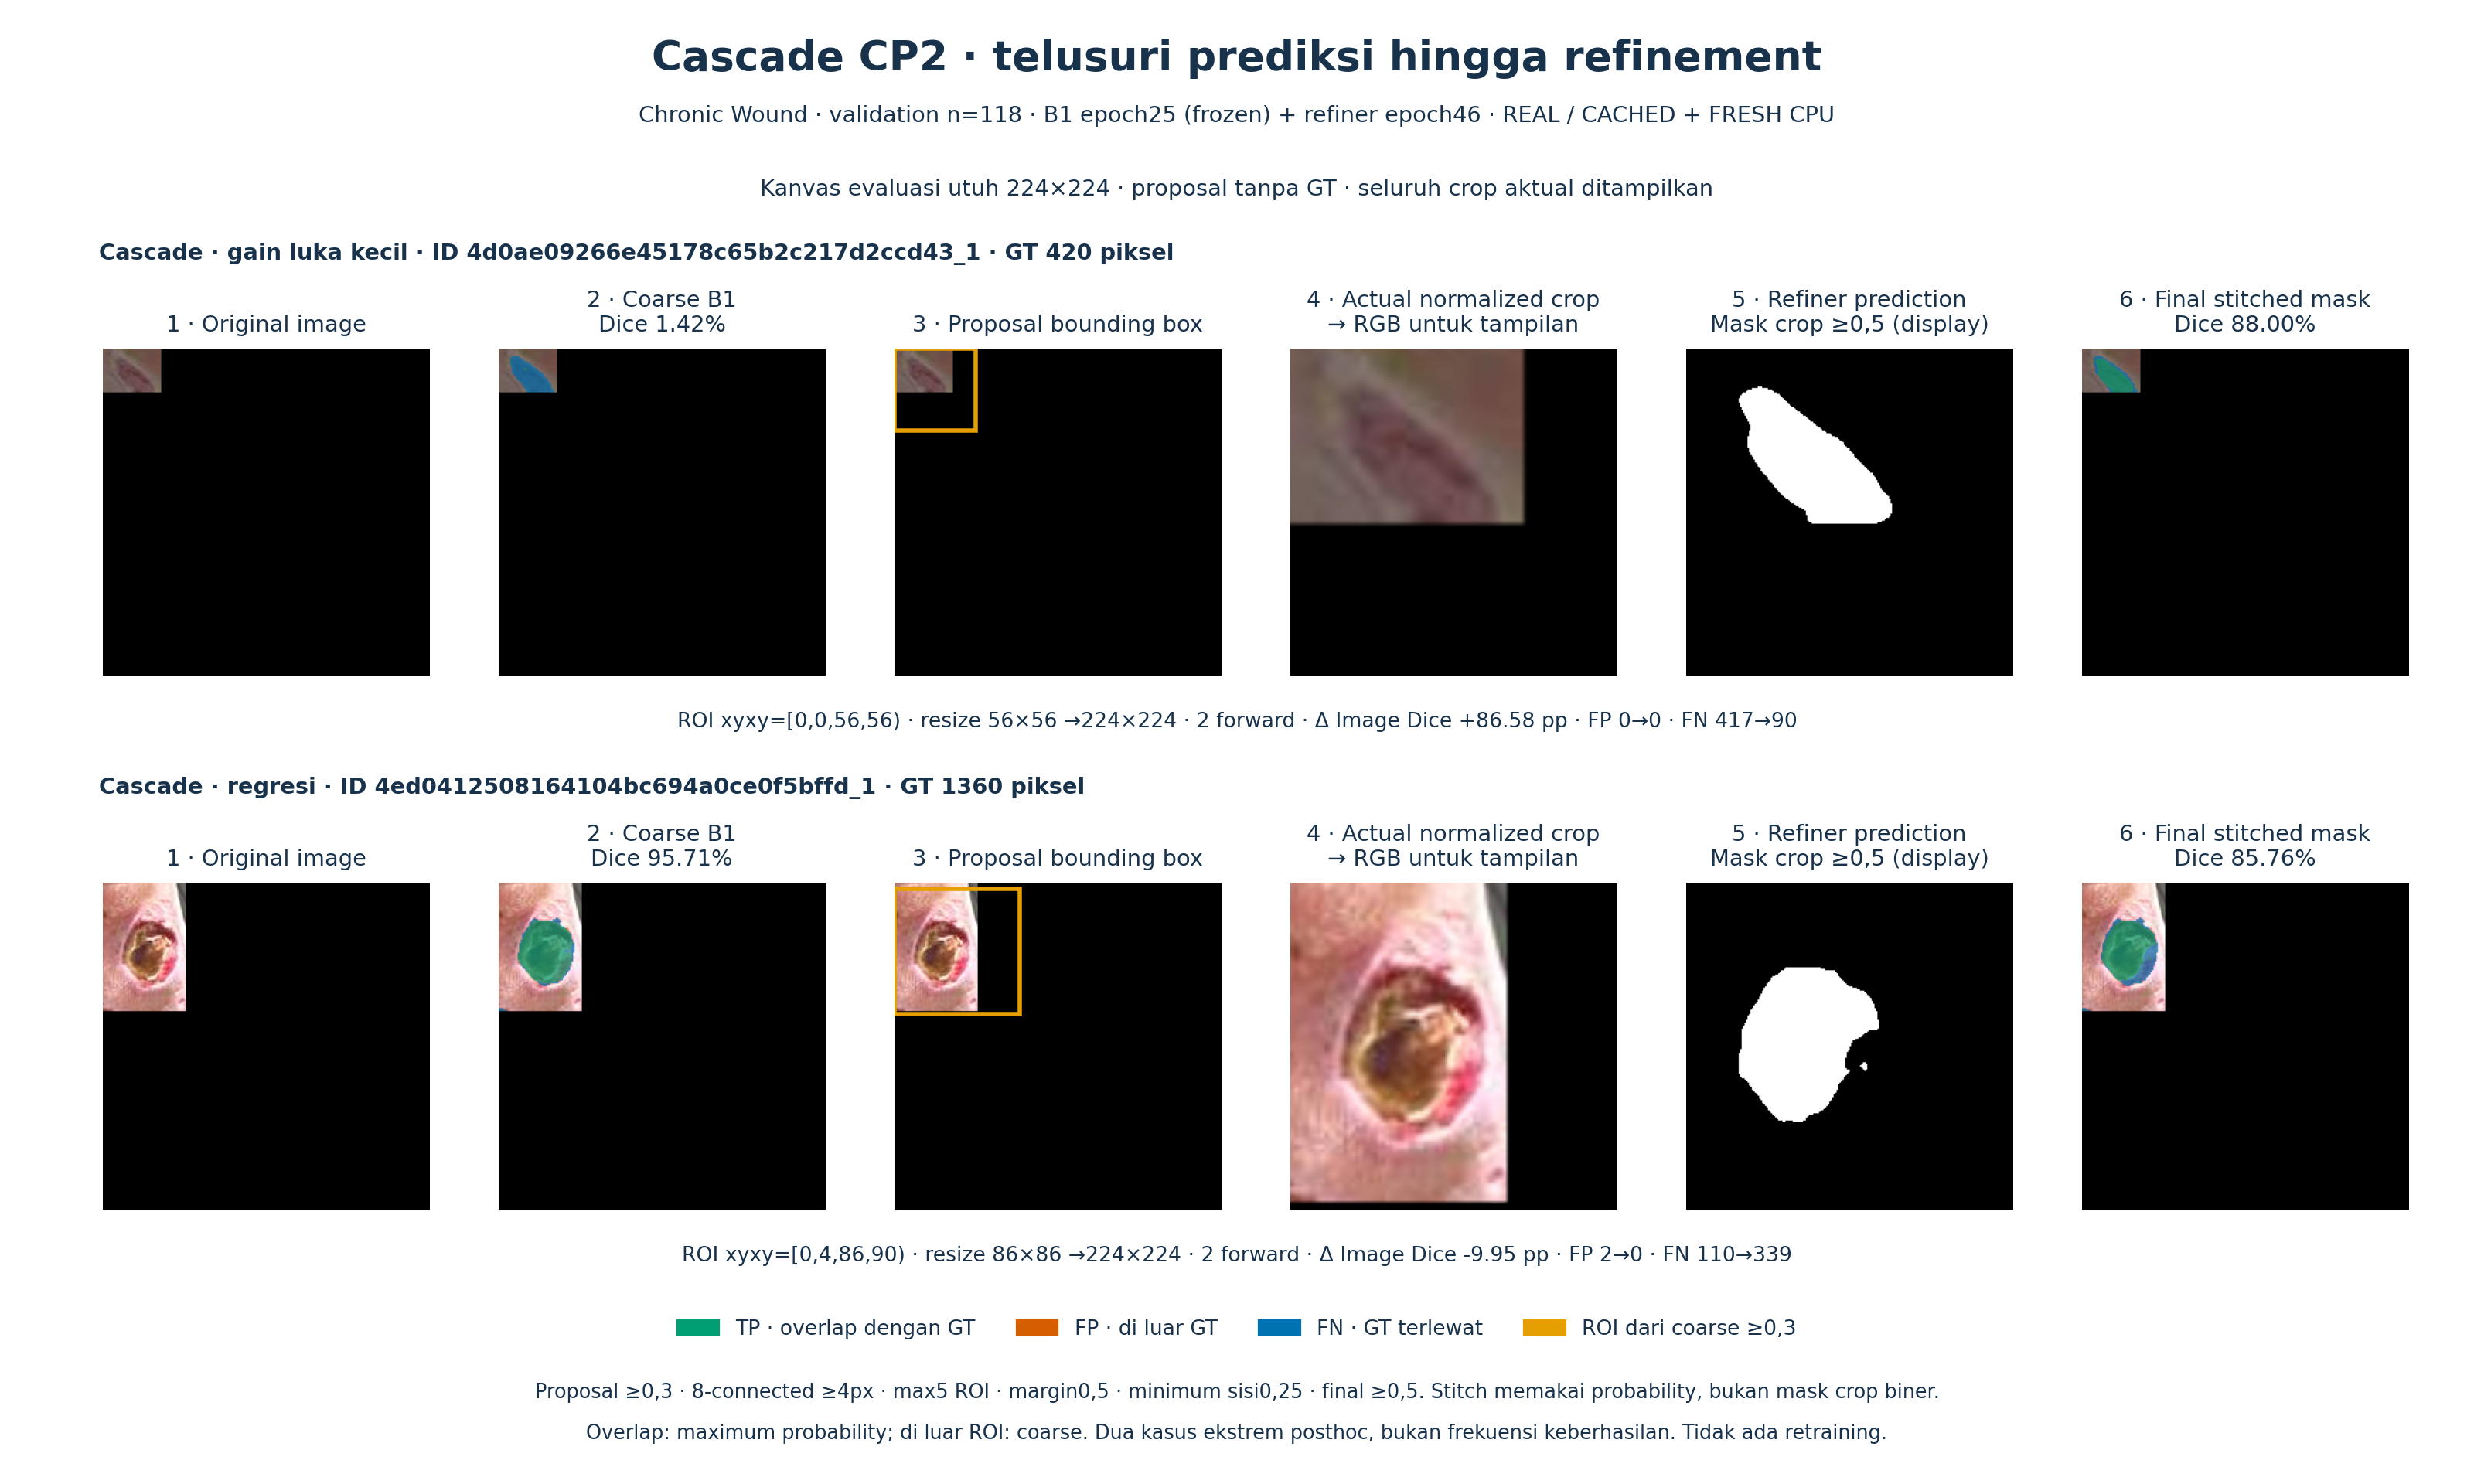 Cascade CP2 · telusuri prediksi hingga refinement
Chronic Wound · validation n=118 · B1 epoch25 (frozen) + refiner epoch46 · REAL / CACHED + FRESH CPU
Kanvas evaluasi utuh 224×224 · proposal tanpa GT · seluruh crop aktual ditampilkan
Cascade · gain luka kecil · ID 4d0ae09266e45178c65b2c217d2ccd43_1 · GT 420 piksel
1 · Original image
2 · Coarse B1
Dice 1.42%
3 · Proposal bounding box
4 · Actual normalized crop
→ RGB untuk tampilan
5 · Refiner prediction
Mask crop ≥0,5 (display)
6 · Final stitched mask
Dice 88.00%
ROI xyxy=[0,0,56,56) · resize 56×56 →224×224 · 2 forward · Δ Image Dice +86.58 pp · FP 0→0 · FN 417→90
Cascade · regresi · ID 4ed0412508164104bc694a0ce0f5bffd_1 · GT 1360 piksel
1 · Original image
2 · Coarse B1
Dice 95.71%
3 · Proposal bounding box
4 · Actual normalized crop
→ RGB untuk tampilan
5 · Refiner prediction
Mask crop ≥0,5 (display)
6 · Final stitched mask
Dice 85.76%
ROI xyxy=[0,4,86,90) · resize 86×86 →224×224 · 2 forward · Δ Image Dice -9.95 pp · FP 2→0 · FN 110→339
TP · overlap dengan GT
FP · di luar GT
FN · GT terlewat
ROI dari coarse ≥0,3
Proposal ≥0,3 · 8-connected ≥4px · max5 ROI · margin0,5 · minimum sisi0,25 · final ≥0,5. Stitch memakai probability, bukan mask crop biner.
Overlap: maximum probability; di luar ROI: coarse. Dua kasus ekstrem posthoc, bukan frekuensi keberhasilan. Tidak ada retraining.